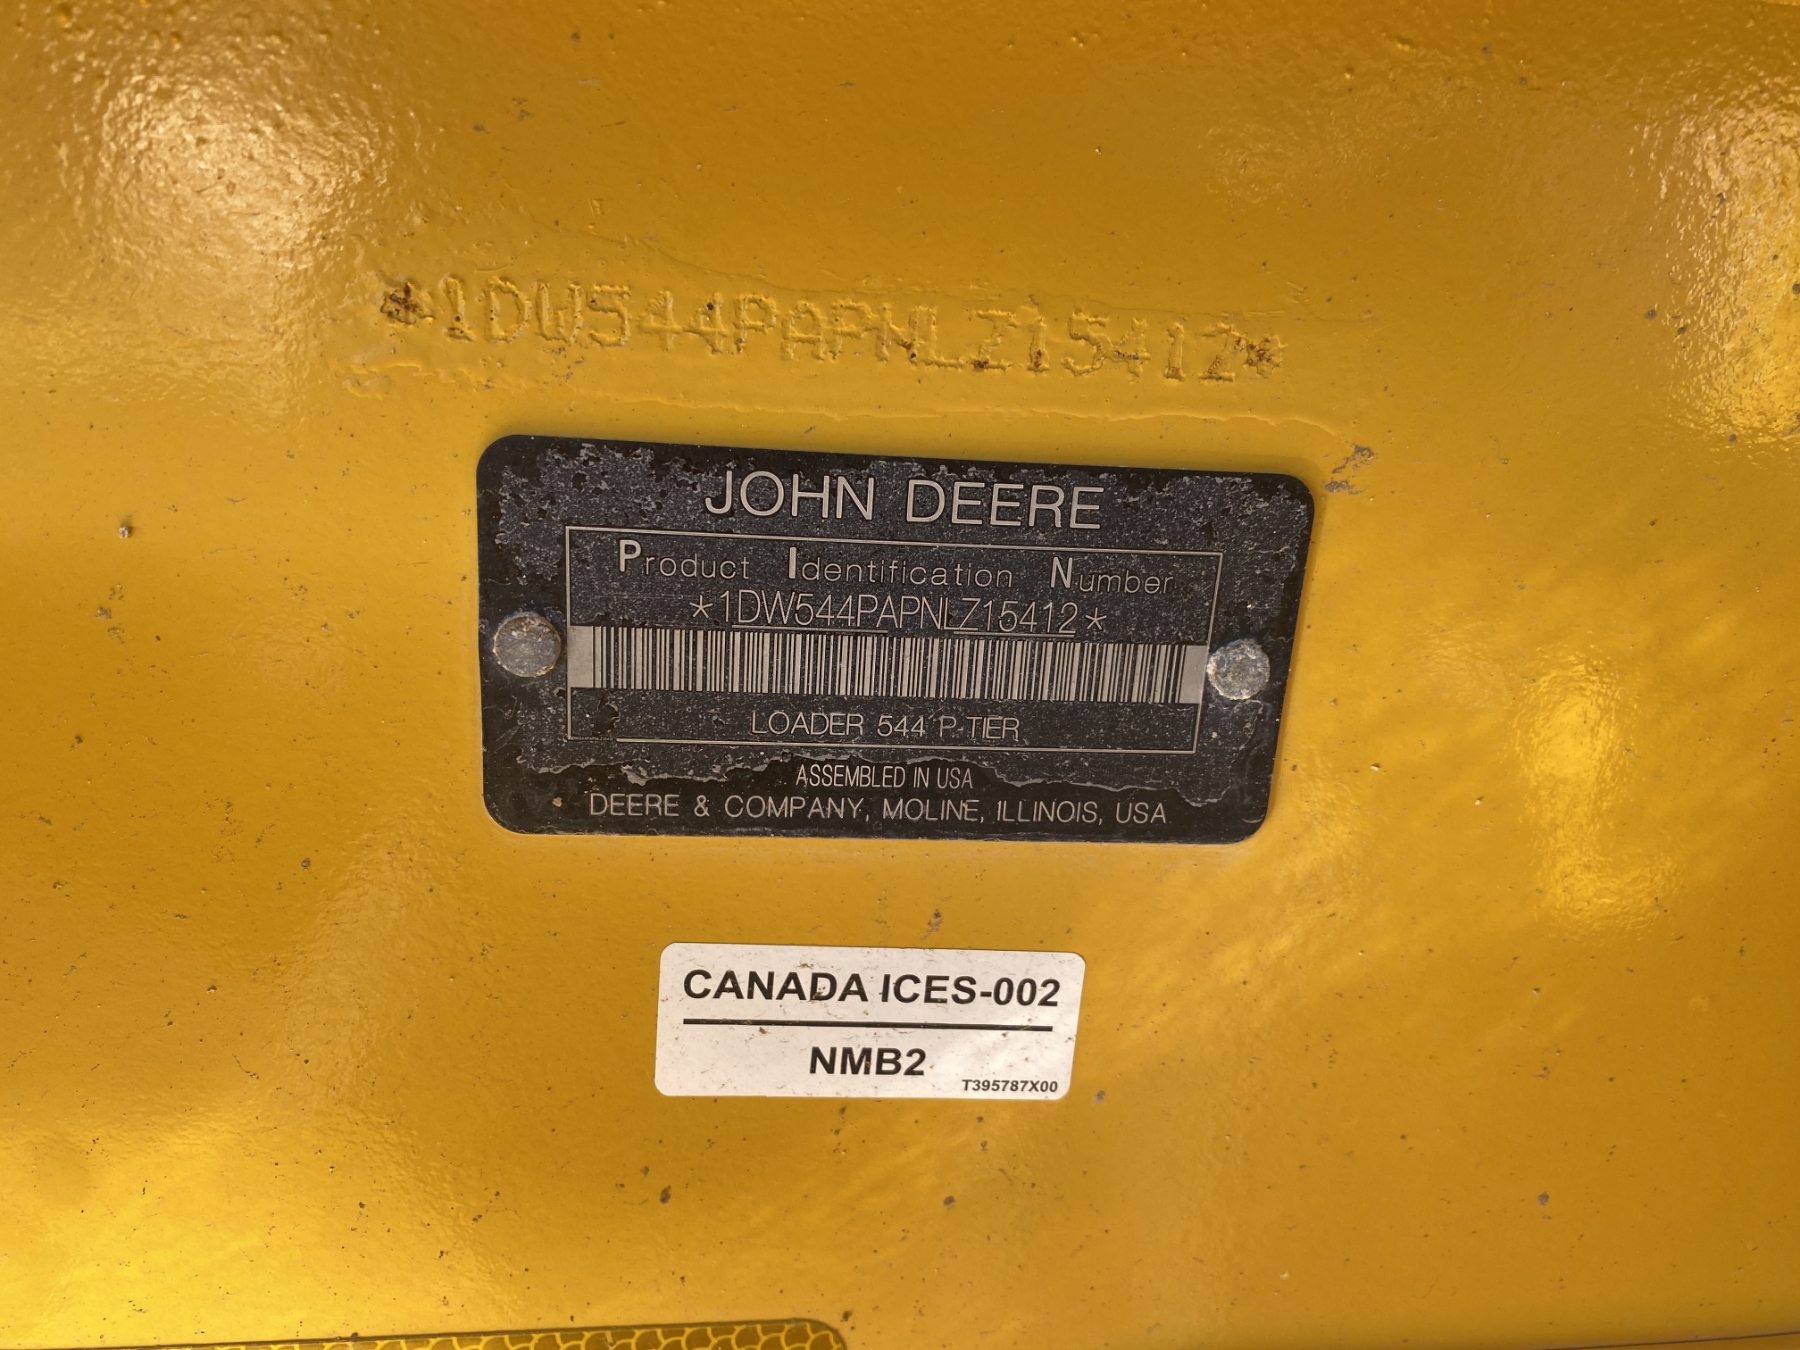 *1DW544PAPNLZ15412*
JOHN DEERE
Product Identification Number
*1DW544PAPNLZ15412*
LOADER 544 P-TIER
ASSEMBLED IN USA
DEERE & COMPANY, MOLINE, ILLINOIS, USA
CANADA ICES-002
NMB2
T395787X00